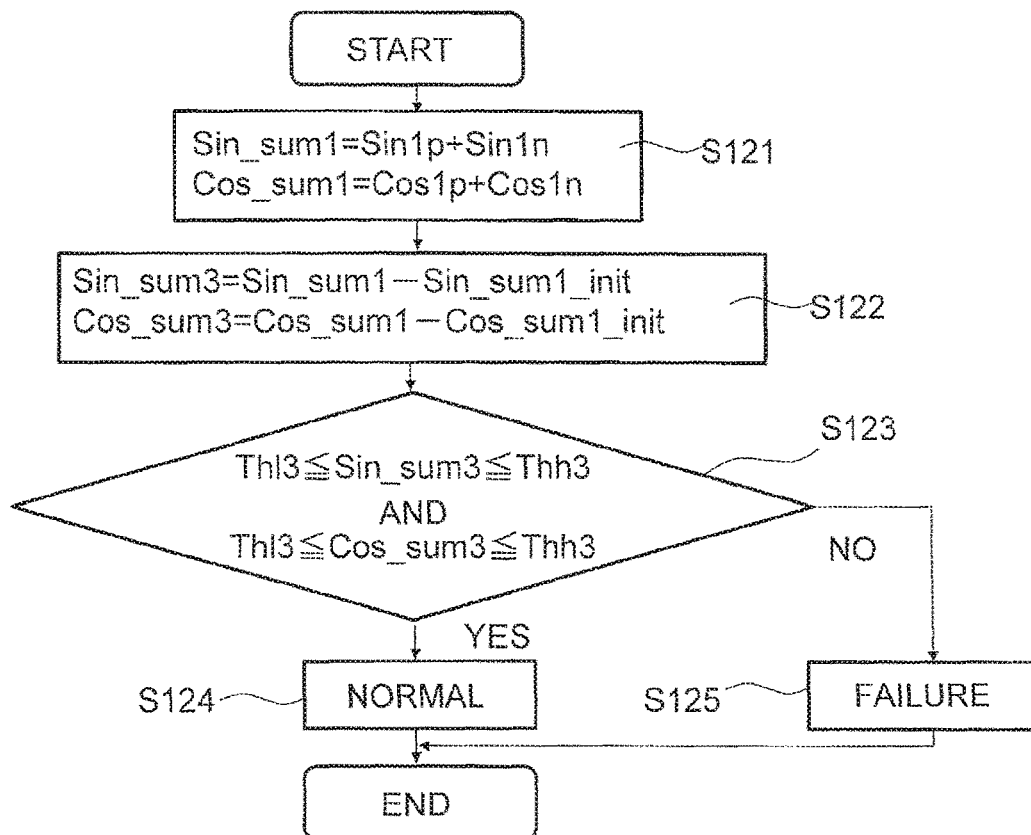 START
Sin_sum1=Sin1p+Sin1n
Cos_sum1=Cos1p+Cos1n
S121
Sin_sum3=Sin_sum1－Sin_sum1_init
Cos_sum3=Cos_sum1－Cos_sum1_init
S122
S123
Thl3≦Sin_sum3≦Thh3
AND
Thl3≦Cos_sum3≦Thh3
NO
YES
S124
NORMAL
S125
FAILURE
END